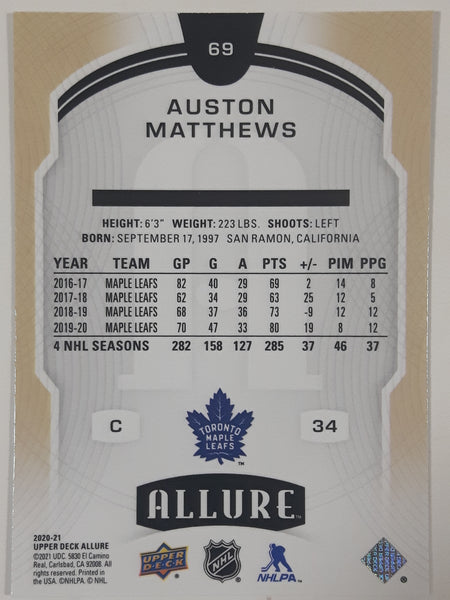 69
AUSTON
MATTHEWS
HEIGHT: 6'3" WEIGHT: 223 LBS. SHOOTS: LEFT
BORN: SEPTEMBER 17, 1997 SAN RAMON, CALIFORNIA
YEAR TEAM GP G A PTS +/- PIM PPG
2016-17 MAPLE LEAFS 82 40 29 69 2 14 8
2017-18 MAPLE LEAFS 62 34 29 63 25 12 5
2018-19 MAPLE LEAFS 68 37 36 73 -9 12 12
2019-20 MAPLE LEAFS 70 47 33 80 19 8 12
4 NHL SEASONS 282 158 127 285 37 46 37
C
TORONTO
MAPLE
LEAFS
TM
34
ALLURE
2020-21
UPPER DECK ALLURE
©2021 UDC. 5830 El Camino
Real, Carlsbad, CA 92008. All
rights reserved. Printed in
the USA. ©NHLPA. © NHL.
UPPER
DECK
NHL
NHLPA